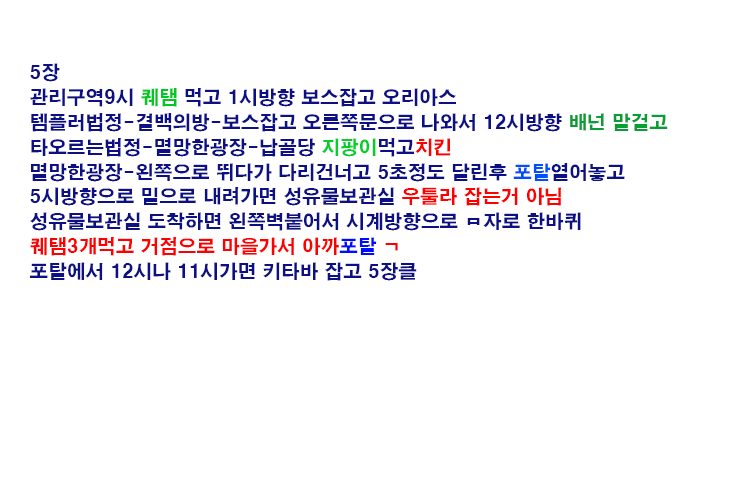 5장
관리구역9시 퀘탬 먹고 1시방향 보스잡고 오리아스
템플러법정-결백의방-보스잡고 오른쪽문으로 나와서 12시방향 배넌 말걸고
타오르는법정-멸망한광장-납골당 지팡이먹고치킨
멸망한광장-왼쪽으로 뛰다가 다리건너고 5초정도 달린후 포탈열어놓고
5시방향으로 밑으로 내려가면 성유물보관실 우툴라 잡는거 아님
성유물보관실 도착하면 왼쪽벽붙어서 시계방향으로 ㅁ자로 한바퀴
퀘탬3개먹고 거점으로 마을가서 아까포탈 ㄱ
포탈에서 12시나 11시가면 키타바 잡고 5장클